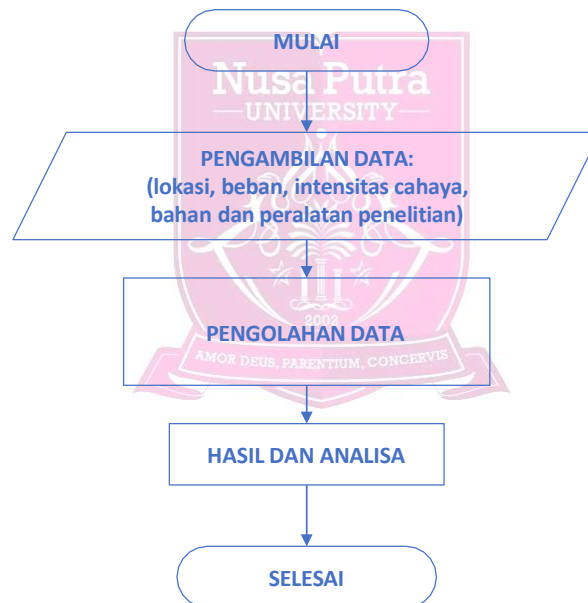 MULAI
Nusa Putra
UNIVERSITY
PENGAMBILAN DATA:
(lokasi, beban, intensitas cahaya,
bahan dan peralatan penelitian)
2002
PENGOLAHAN DATA
AMOR DEUS, PARENTIUM, CONCERVIS
HASIL DAN ANALISA
SELESAI